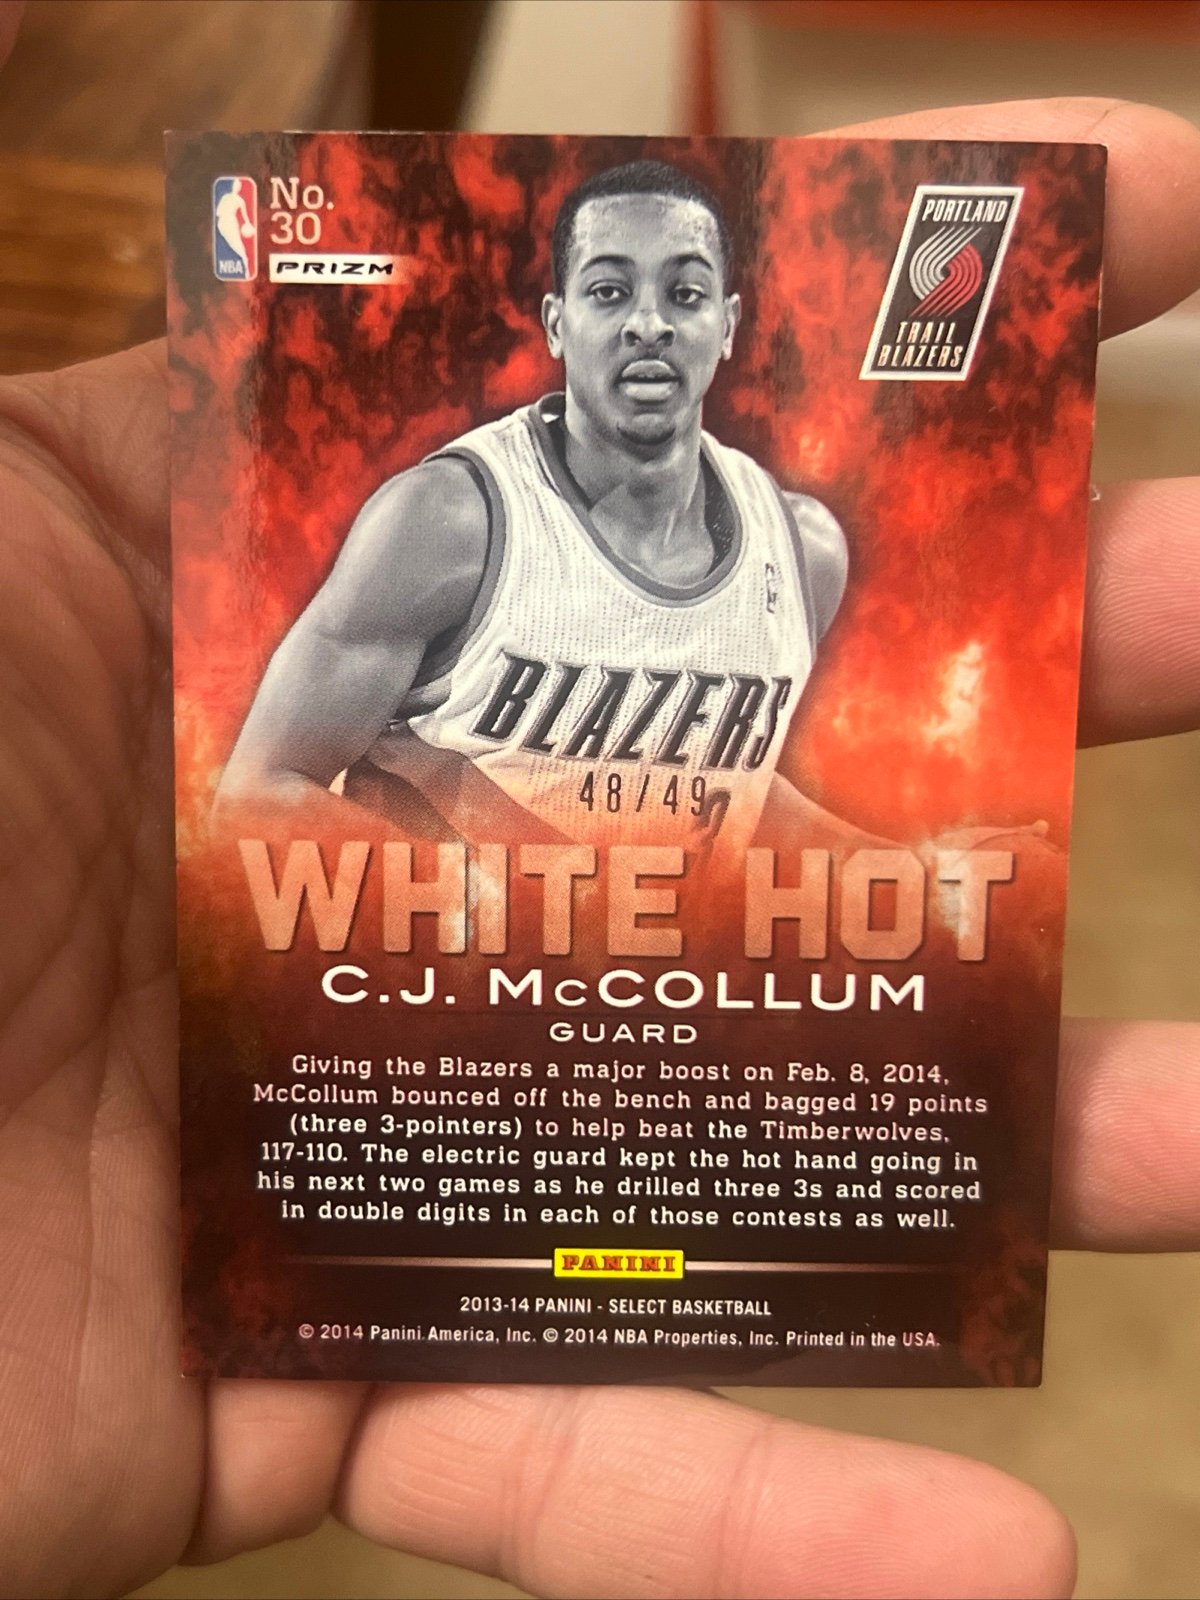 No.
30
NBA
PRIZM
PORTLAND
TRAIL
BLAZERS
BLAZERS
48/49
WHITE HOT
C.J. McCOLLUM
GUARD
Giving the Blazers a major boost on Feb. 8, 2014,
McCollum bounced off the bench and bagged 19 points
(three 3-pointers) to help beat the Timberwolves,
117-110. The electric guard kept the hot hand going in
his next two games as he drilled three 3s and scored
in double digits in each of those contests as well.
PANINI
2013-14 PANINI - SELECT BASKETBALL
© 2014 Panini America, Inc. © 2014 NBA Properties, Inc. Printed in the USA.